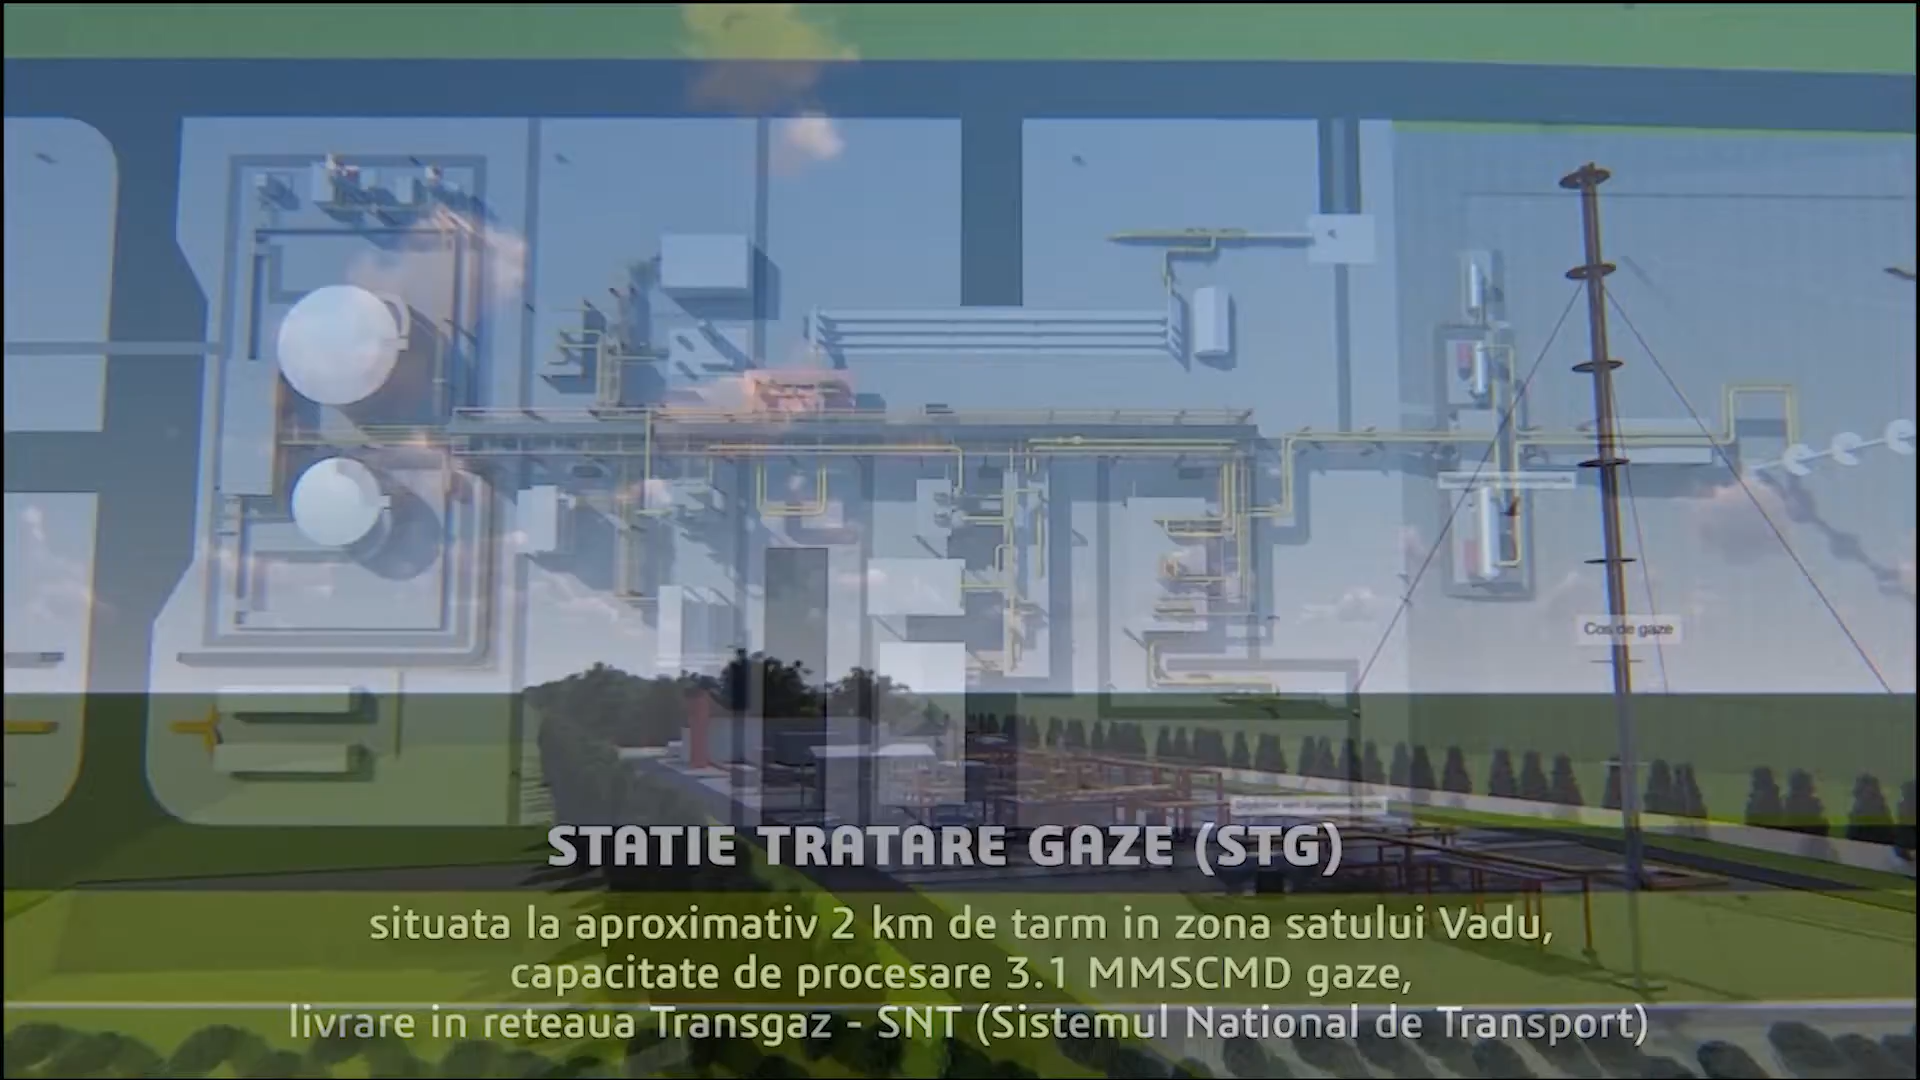 Cos de gaze
STATIE TRATARE GAZE (STG)
situata la aproximativ 2 km de tarm in zona satului Vadu,
capacitate de procesare 3.1 MMSCMD gaze,
livrare in reteaua Transgaz - SNT (Sistemul National de Transport)